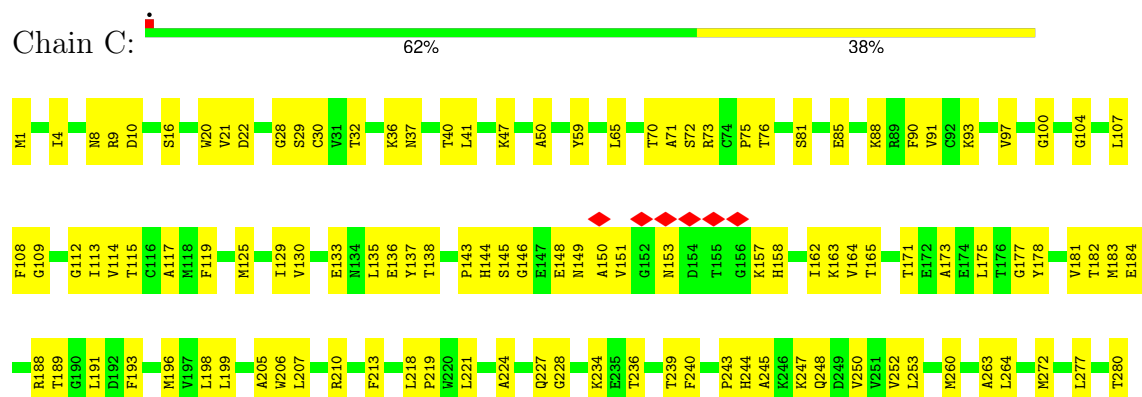 Chain C:
62% 38%
M1 I4 N8 R9 D10 S16 W20 V21 D22 G28 S29 C30 V31 T32 K36 N37 T40 L41 K47 A50 Y59 L65 T70 A71 S72 R73 C74 P75 T76 S81 E85 K88 R89 F90 V91 C92 K93 V97 G100 G104 L107
F108 G109 G112 I113 V114 T115 C116 A117 M118 F119 M125 I129 V130 E133 N134 L135 E136 Y137 T138 P143 H144 S145 G146 E147 E148 N149 A150 V151 G152 N153 D154 T155 G156 K157 H158 I162 K163 V164 T165 T171 E172 A173 E174 L175 T176 G177 Y178 V181 T182 M183 E184
R188 T189 G190 L191 D192 F193 M196 V197 L198 L199 A205 W206 L207 R210 F213 L218 P219 W220 L221 A224 Q227 G228 K234 E235 T236 T239 F240 P243 H244 A245 K246 K247 Q248 D249 V250 V251 V252 L253 M260 A263 L264 M272 L277 T280